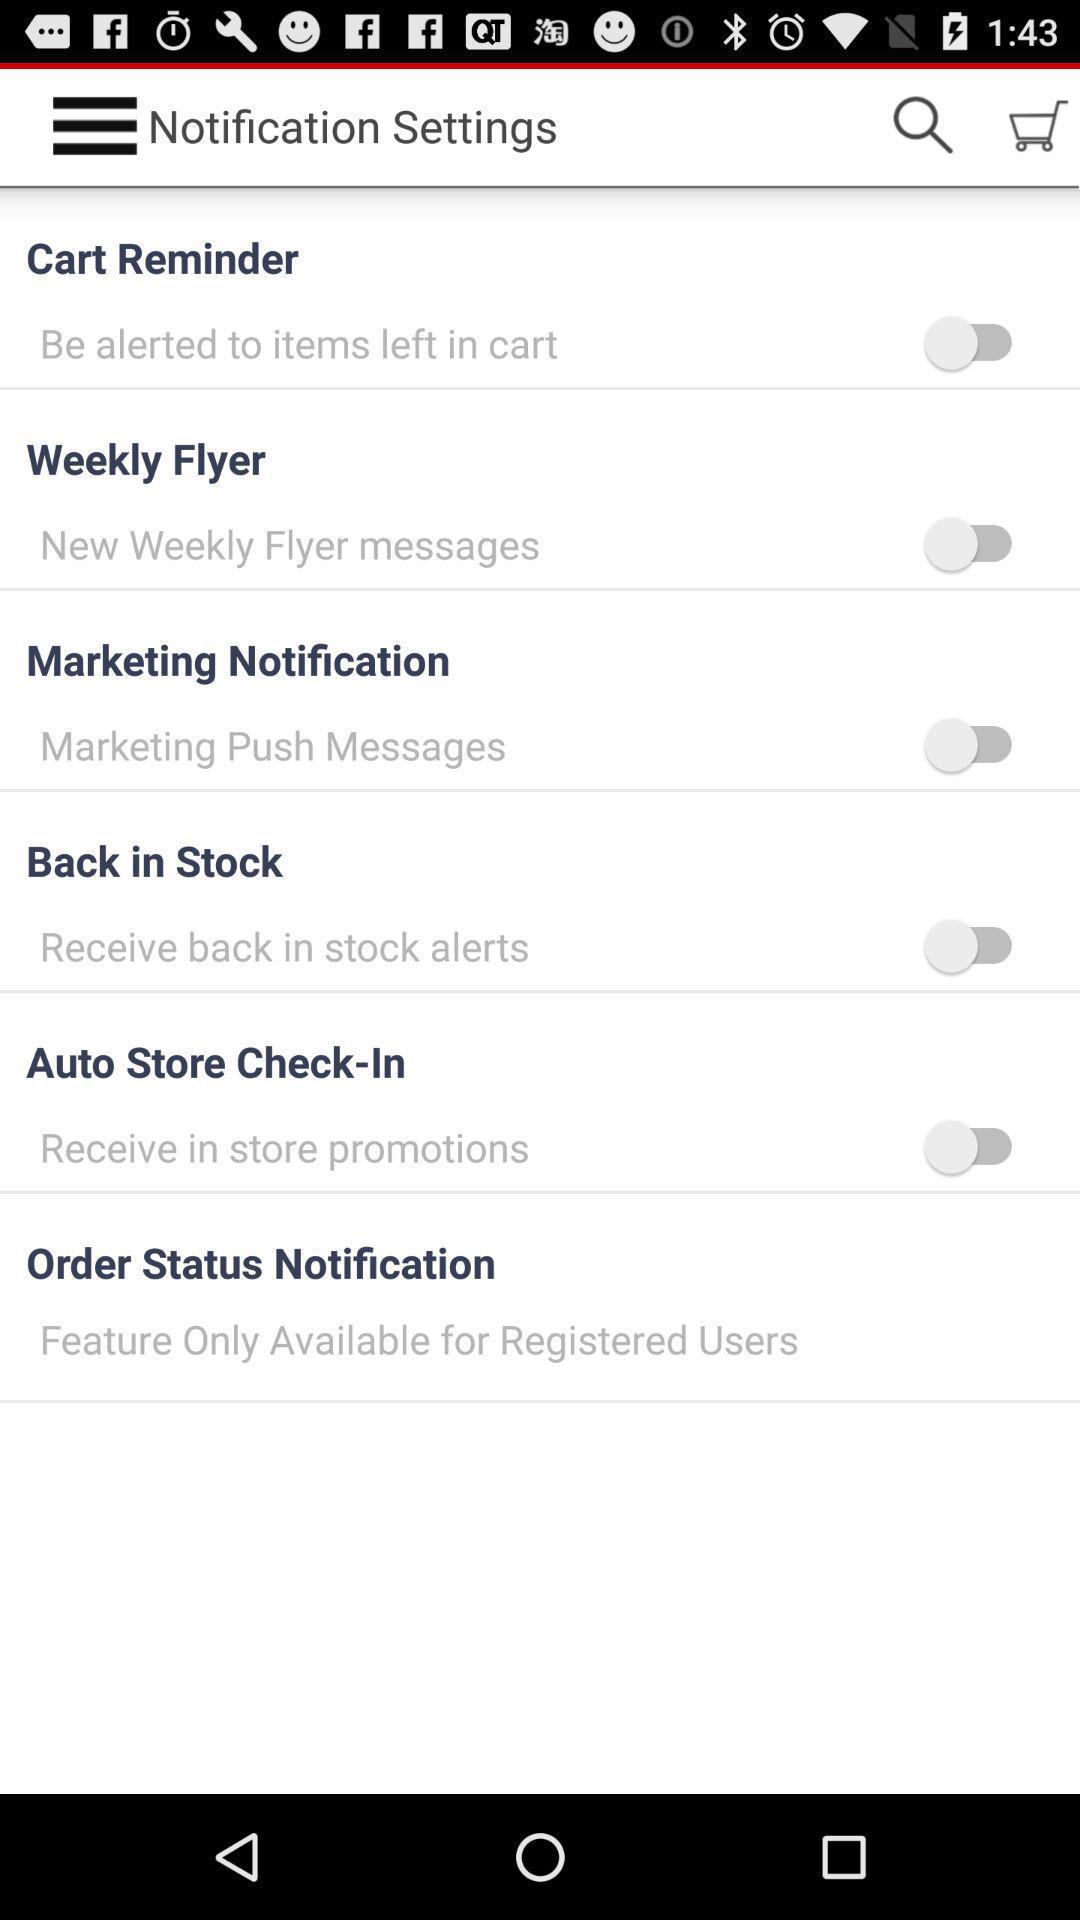 QT 淘 1:43
Notification Settings
Cart Reminder
Be alerted to items left in cart
Weekly Flyer
New Weekly Flyer messages
Marketing Notification
Marketing Push Messages
Back in Stock
Receive back in stock alerts
Auto Store Check-In
Receive in store promotions
Order Status Notification
Feature Only Available for Registered Users